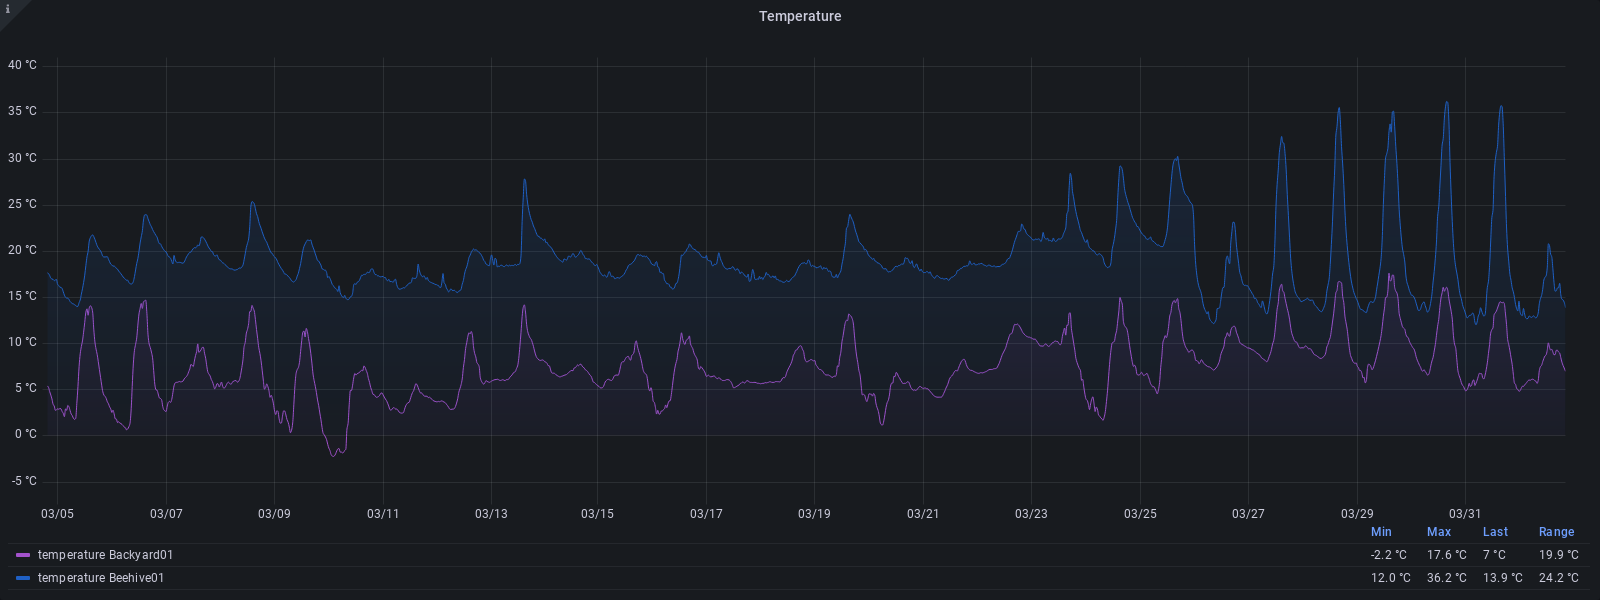 i
Temperature
40 °C
35 °C
30 °C
25 °C
20 °C
15 °C
10 °C
5 °C
0 °C
-5 °C
03/05 03/07 03/09 03/11 03/13 03/15 03/17 03/19 03/21 03/23 03/25 03/27 03/29 03/31
Min Max Last Range
temperature Backyard01 -2.2 °C 17.6 °C 7 °C 19.9 °C
temperature Beehive01 12.0 °C 36.2 °C 13.9 °C 24.2 °C